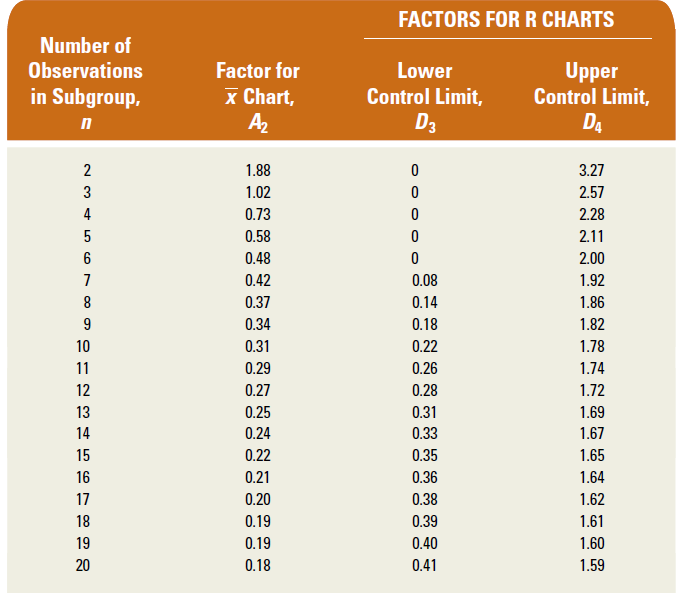 FACTORS FOR R CHARTS
Number of
Observations
in Subgroup,
n
Factor for
x̅ Chart,
A₂
Lower
Control Limit,
D₃
Upper
Control Limit,
D₄
2 1.88 0 3.27
3 1.02 0 2.57
4 0.73 0 2.28
5 0.58 0 2.11
6 0.48 0 2.00
7 0.42 0.08 1.92
8 0.37 0.14 1.86
9 0.34 0.18 1.82
10 0.31 0.22 1.78
11 0.29 0.26 1.74
12 0.27 0.28 1.72
13 0.25 0.31 1.69
14 0.24 0.33 1.67
15 0.22 0.35 1.65
16 0.21 0.36 1.64
17 0.20 0.38 1.62
18 0.19 0.39 1.61
19 0.19 0.40 1.60
20 0.18 0.41 1.59